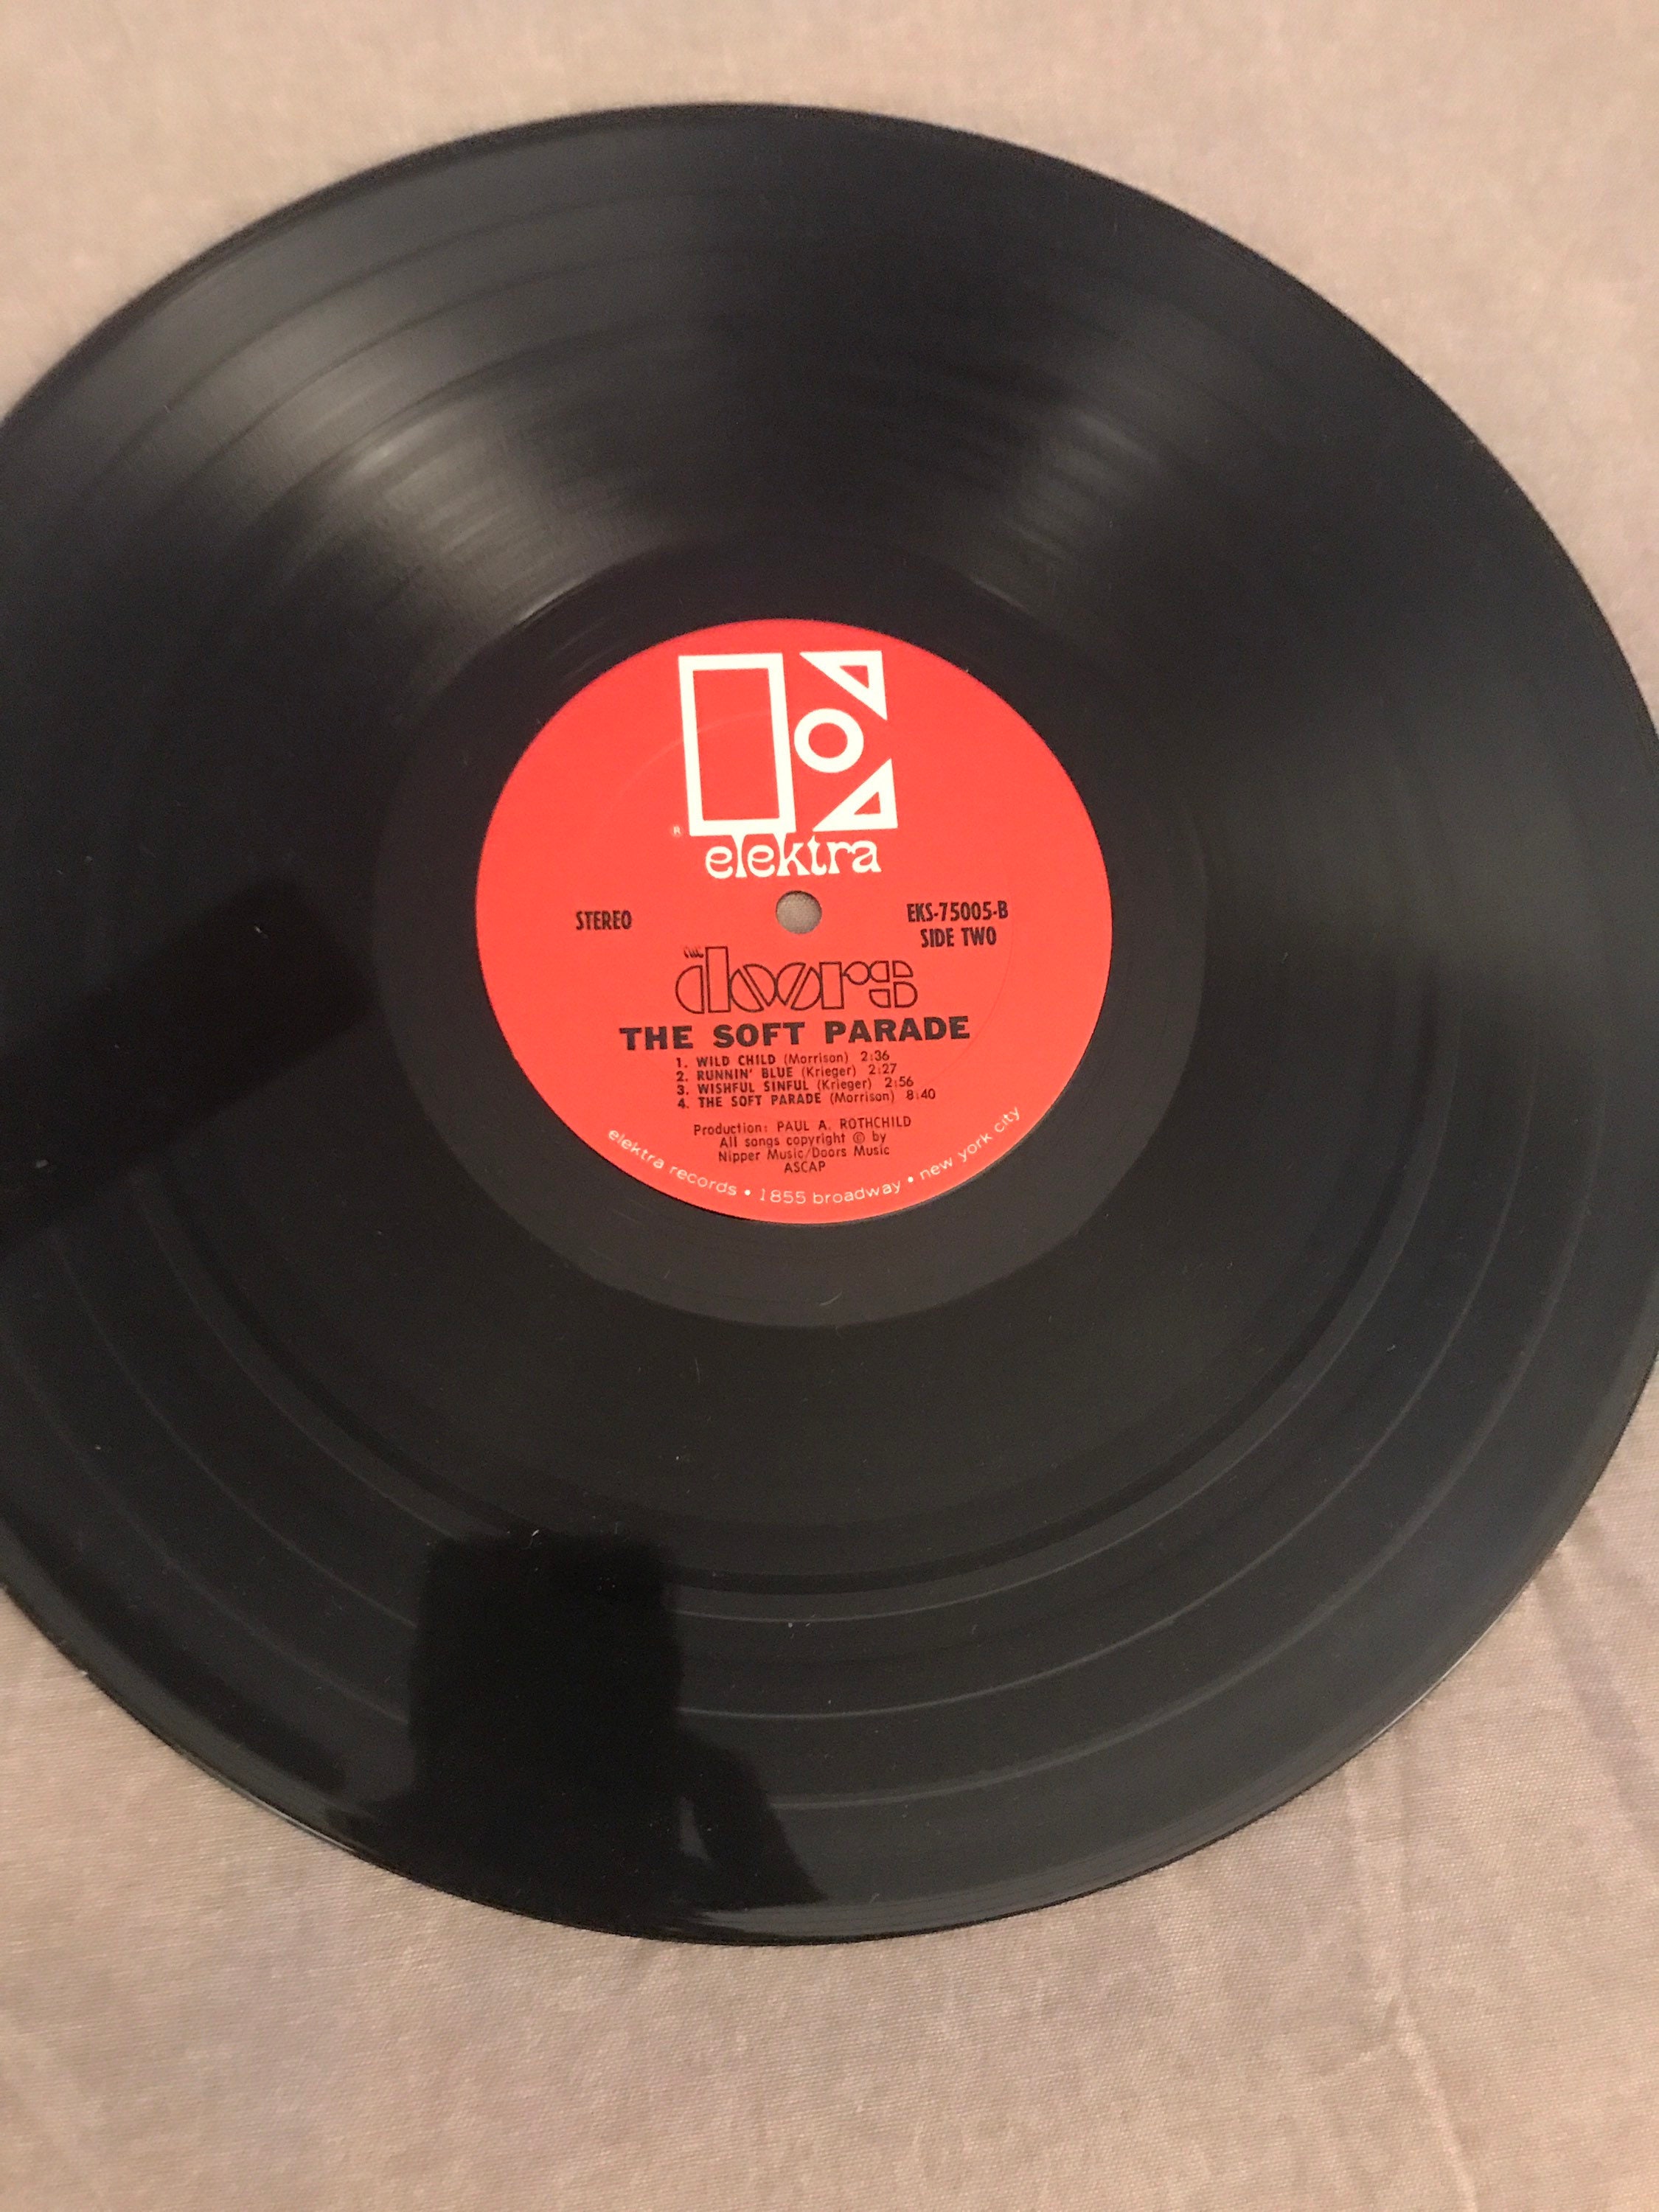 ®
elektra
STEREO
EKS-75005-B
SIDE TWO
THE doors
THE SOFT PARADE
1. WILD CHILD (Morrison) 2:36
2. RUNNIN' BLUE (Krieger) 2:27
3. WISHFUL SINFUL (Krieger) 2:56
4. THE SOFT PARADE (Morrison) 8:40
Production: PAUL A. ROTHCHILD
All songs copyright © by
Nipper Music/Doors Music
ASCAP
elektra records • 1855 broadway • new york city